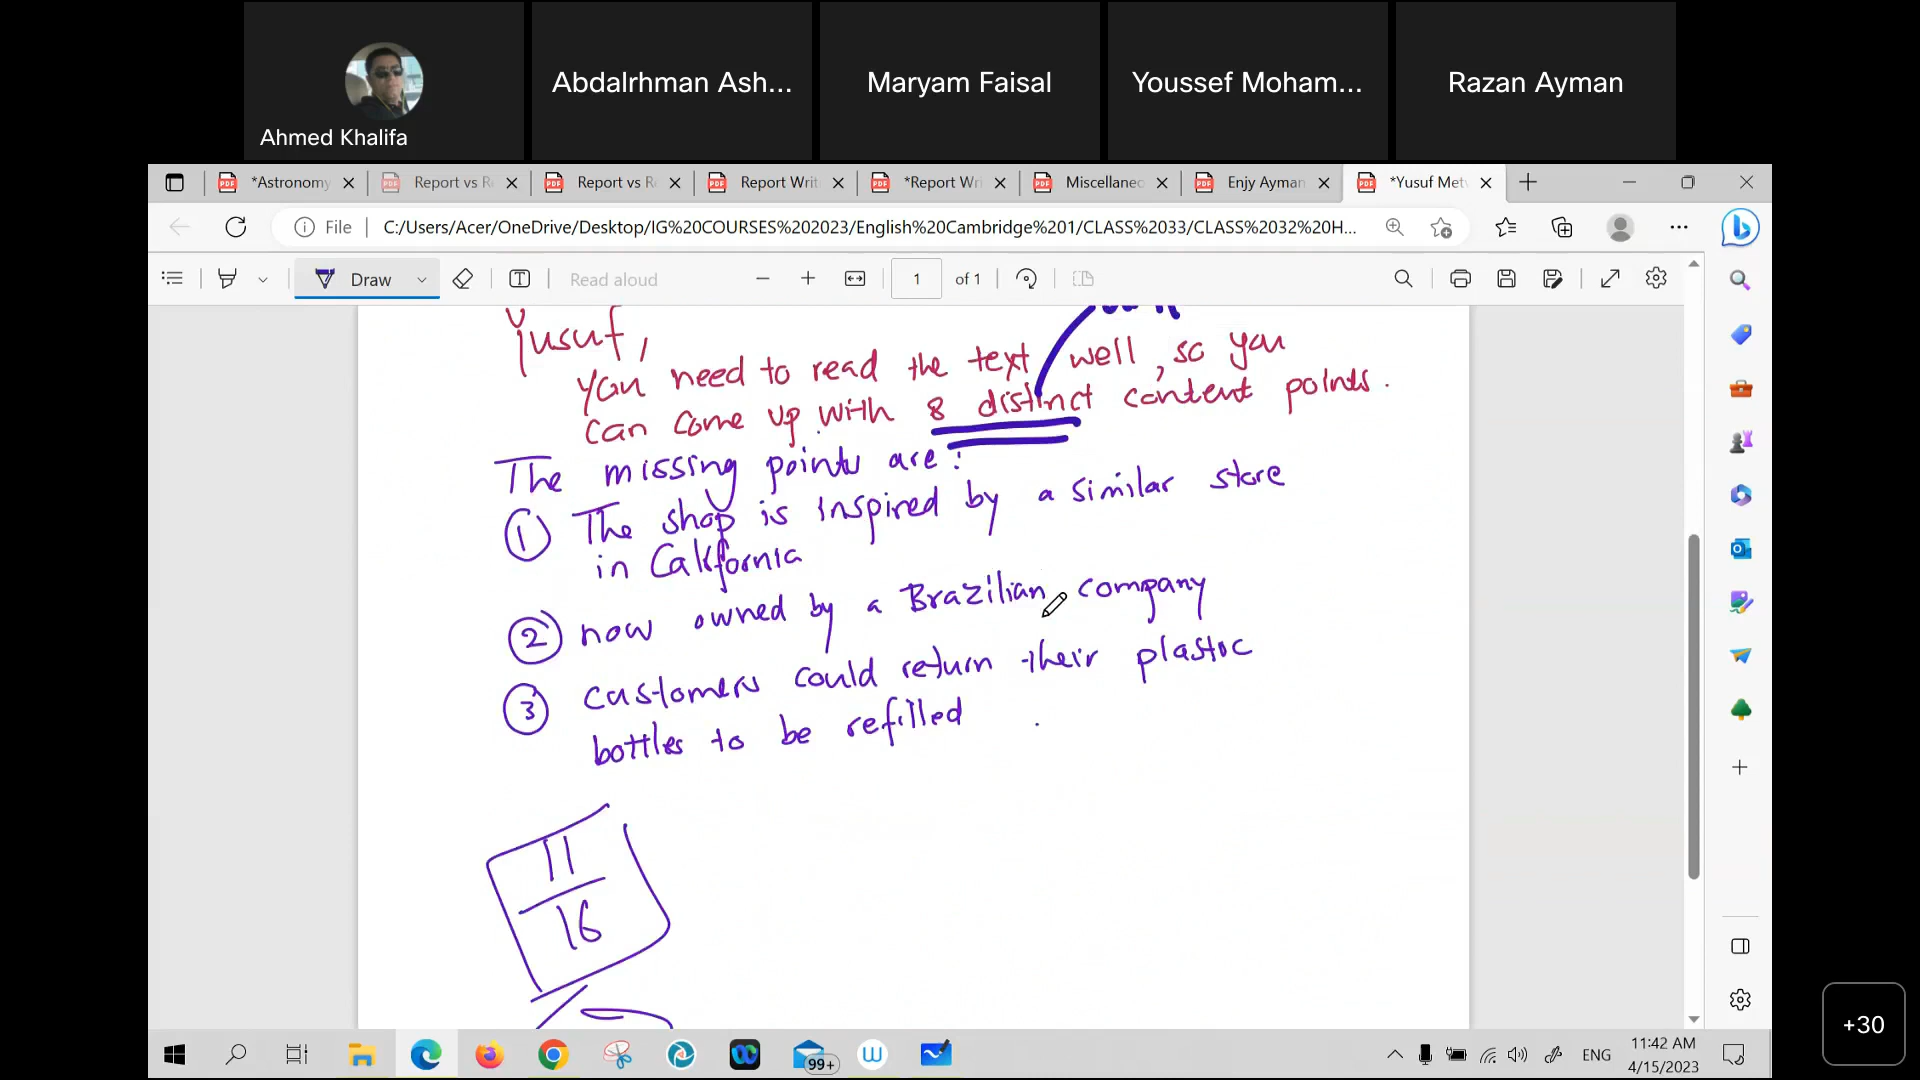 Abdalrhman Ash...
Maryam Faisal
Youssef Moham...
Razan Ayman
Ahmed Khalifa
*Astronomy
Report vs Re
Report vs Re
Report Writ
*Report Wri
Miscellanec
Enjy Ayman
*Yusuf Metw
File
C:/Users/Acer/OneDrive/Desktop/IG%20COURSES%202023/English%20Cambridge%201/CLASS%2033/CLASS%2032%20H...
Draw
Read aloud
1
of 1
Yusuf,
you need to read the text well, so you
can come up with 8 distinct content points.
The missing points are:
① The shop is inspired by a similar store
in California
② now owned by a Brazilian company
③ customers could return their plastic
bottles to be refilled.
11
16
+30
99+
ENG
11:42 AM
4/15/2023